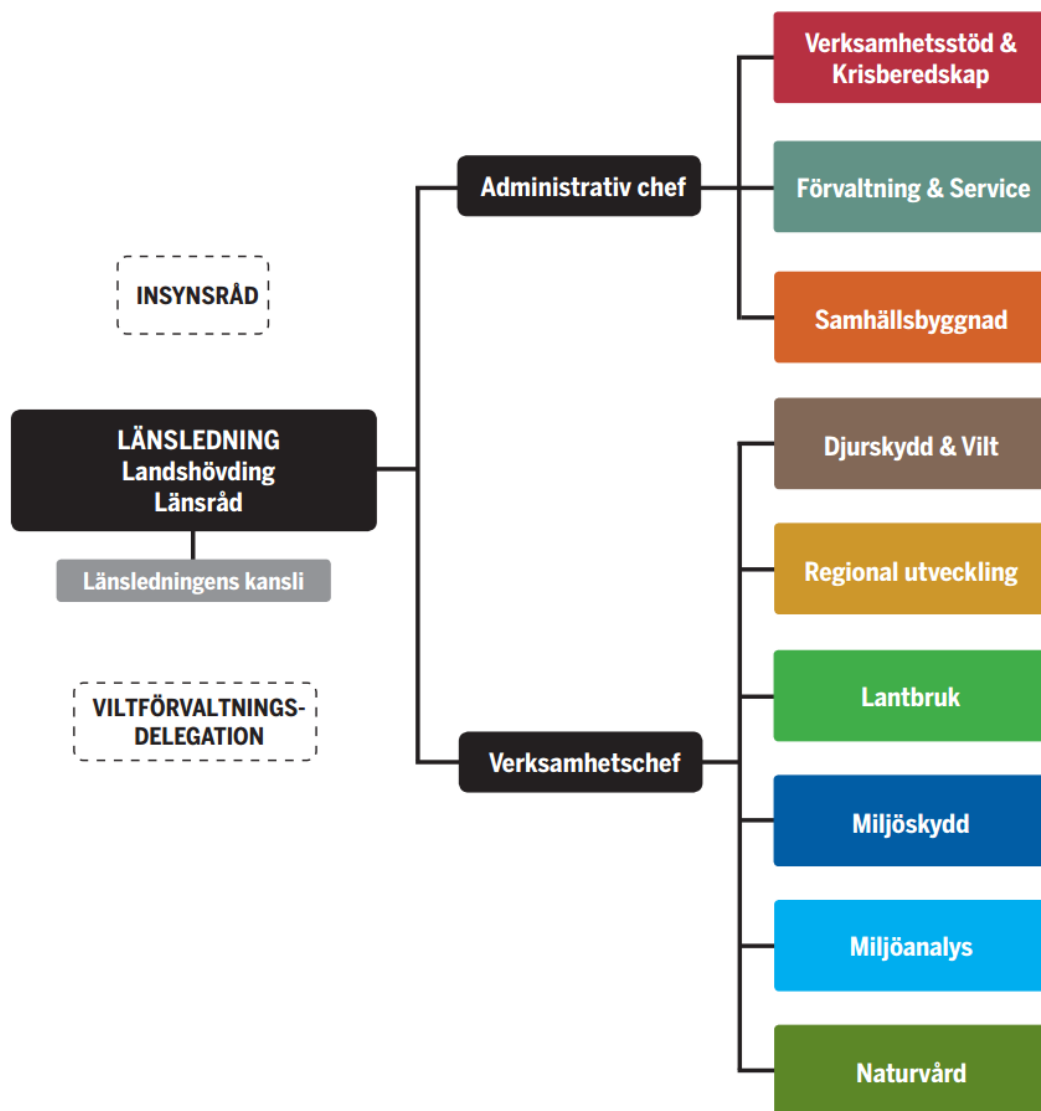 INSYNSRÅD
LÄNSLEDNING
Landshövding
Länsråd
Länsledningens kansli
VILTFÖRVALTNINGS-
DELEGATION
Administrativ chef
Verksamhetsstöd &
Krisberedskap
Förvaltning & Service
Samhällsbyggnad
Verksamhetschef
Djurskydd & Vilt
Regional utveckling
Lantbruk
Miljöskydd
Miljöanalys
Naturvård